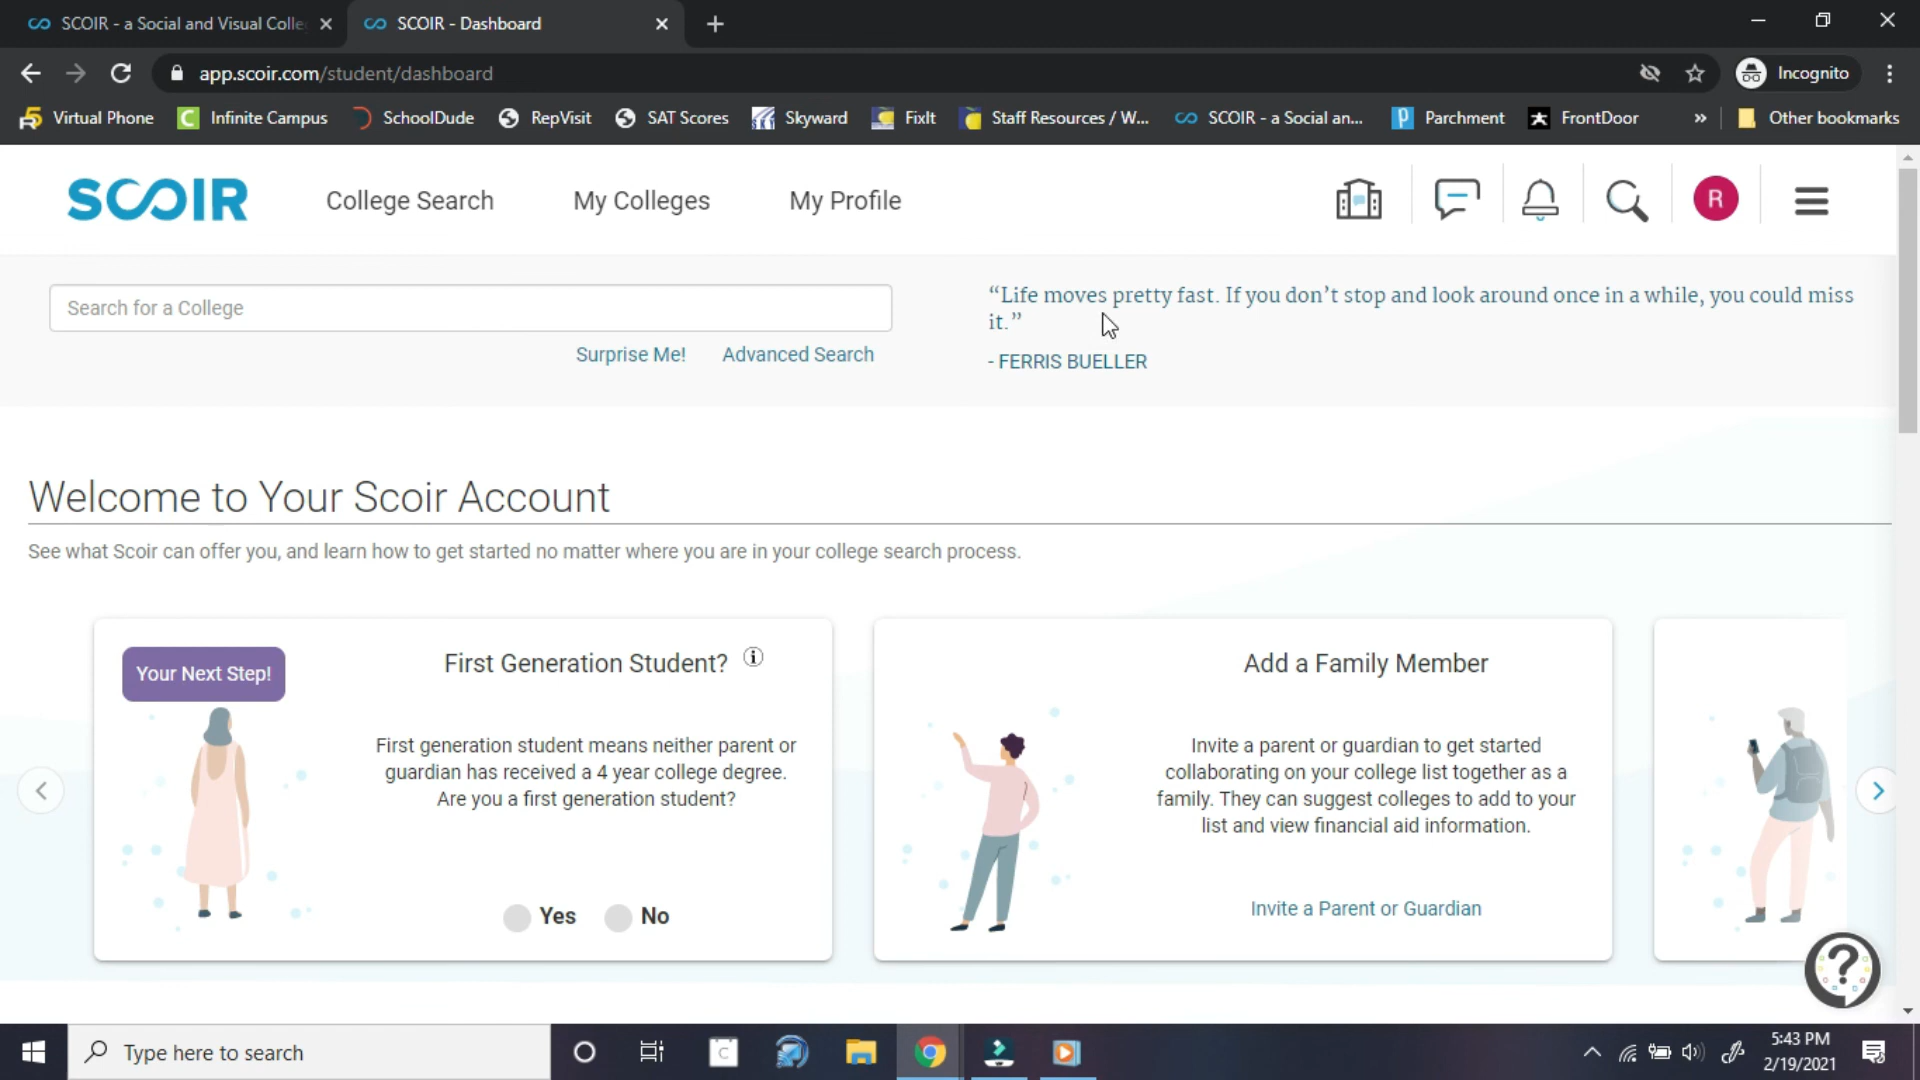 SCOIR - a Social and Visual Colle
SCOIR - Dashboard
app.scoir.com/student/dashboard
Incognito
Virtual Phone
Infinite Campus
SchoolDude
RepVisit
SAT Scores
Skyward
FixIt
Staff Resources / W...
SCOIR - a Social an...
Parchment
FrontDoor
»
Other bookmarks
SCOIR
College Search
My Colleges
My Profile
R
Search for a College
Surprise Me!
Advanced Search
“Life moves pretty fast. If you don’t stop and look around once in a while, you could miss
it.”
- FERRIS BUELLER
Welcome to Your Scoir Account
See what Scoir can offer you, and learn how to get started no matter where you are in your college search process.
Your Next Step!
First Generation Student?
First generation student means neither parent or
guardian has received a 4 year college degree.
Are you a first generation student?
Yes
No
Add a Family Member
Invite a parent or guardian to get started
collaborating on your college list together as a
family. They can suggest colleges to add to your
list and view financial aid information.
Invite a Parent or Guardian
Type here to search
5:43 PM
2/19/2021